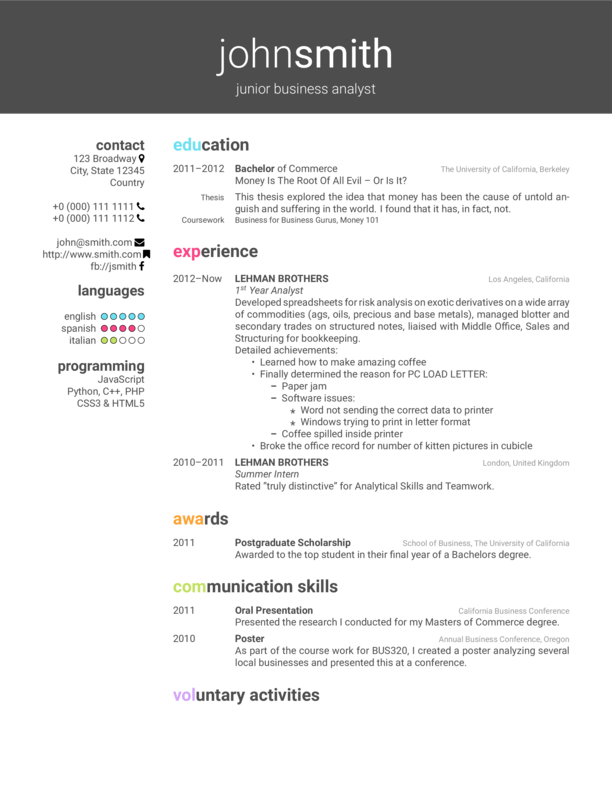 johnsmith
junior business analyst
contact
123 Broadway
City, State 12345
Country
+0 (000) 111 1111
+0 (000) 111 1112
john@smith.com
http://www.smith.com
fb://jsmith
languages
english
spanish
italian
programming
JavaScript
Python, C++, PHP
CSS3 & HTML5
education
2011–2012 Bachelor of Commerce The University of California, Berkeley
Money Is The Root Of All Evil – Or Is It?
Thesis This thesis explored the idea that money has been the cause of untold an-
guish and suffering in the world. I found that it has, in fact, not.
Coursework Business for Business Gurus, Money 101
experience
2012–Now LEHMAN BROTHERS Los Angeles, California
1st Year Analyst
Developed spreadsheets for risk analysis on exotic derivatives on a wide array
of commodities (ags, oils, precious and base metals), managed blotter and
secondary trades on structured notes, liaised with Middle Office, Sales and
Structuring for bookkeeping.
Detailed achievements:
• Learned how to make amazing coffee
• Finally determined the reason for PC LOAD LETTER:
– Paper jam
– Software issues:
* Word not sending the correct data to printer
* Windows trying to print in letter format
– Coffee spilled inside printer
• Broke the office record for number of kitten pictures in cubicle
2010–2011 LEHMAN BROTHERS London, United Kingdom
Summer Intern
Rated “truly distinctive” for Analytical Skills and Teamwork.
awards
2011 Postgraduate Scholarship School of Business, The University of California
Awarded to the top student in their final year of a Bachelors degree.
communication skills
2011 Oral Presentation California Business Conference
Presented the research I conducted for my Masters of Commerce degree.
2010 Poster Annual Business Conference, Oregon
As part of the course work for BUS320, I created a poster analyzing several
local businesses and presented this at a conference.
voluntary activities